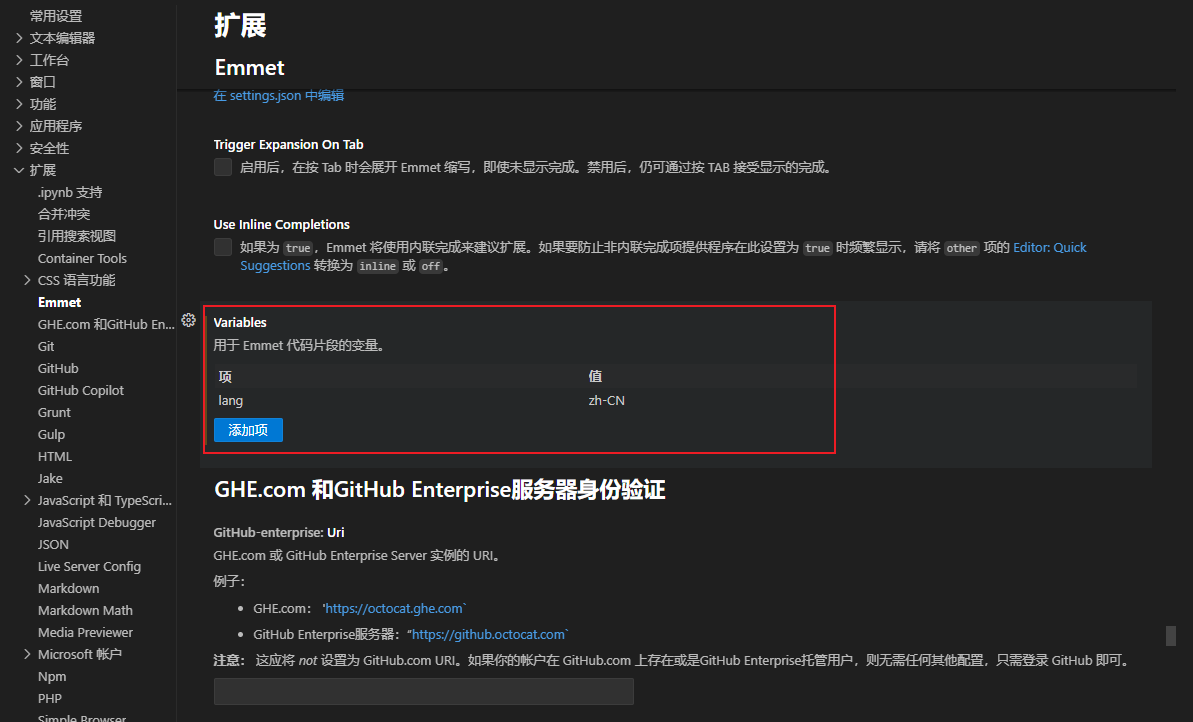 常用设置
文本编辑器
工作台
窗口
功能
应用程序
安全性
扩展
.ipynb 支持
合并冲突
引用搜索视图
Container Tools
CSS 语言功能
Emmet
GHE.com 和GitHub En...
Git
GitHub
GitHub Copilot
Grunt
Gulp
HTML
Jake
JavaScript 和 TypeScri...
JavaScript Debugger
JSON
Live Server Config
Markdown
Markdown Math
Media Previewer
Microsoft 帐户
Npm
PHP
Simple Browser
扩展
Emmet
在 settings.json 中编辑
Trigger Expansion On Tab
启用后，在按 Tab 时会展开 Emmet 缩写，即使未显示完成。禁用后，仍可通过按 TAB 接受显示的完成。
Use Inline Completions
如果为 true，Emmet 将使用内联完成来建议扩展。如果要防止非内联完成项提供程序在此设置为 true 时频繁显示，请将 other 项的 Editor: Quick
Suggestions 转换为 inline 或 off。
Variables
用于 Emmet 代码片段的变量。
项 值
lang zh-CN
添加项
GHE.com 和GitHub Enterprise服务器身份验证
GitHub-enterprise: Uri
GHE.com 或 GitHub Enterprise Server 实例的 URI。
例子：
• GHE.com： 'https://octocat.ghe.com`
• GitHub Enterprise服务器：“https://github.octocat.com`
注意： 这应将 not 设置为 GitHub.com URI。如果你的帐户在 GitHub.com 上存在或是GitHub Enterprise托管用户，则无需任何其他配置，只需登录 GitHub 即可。